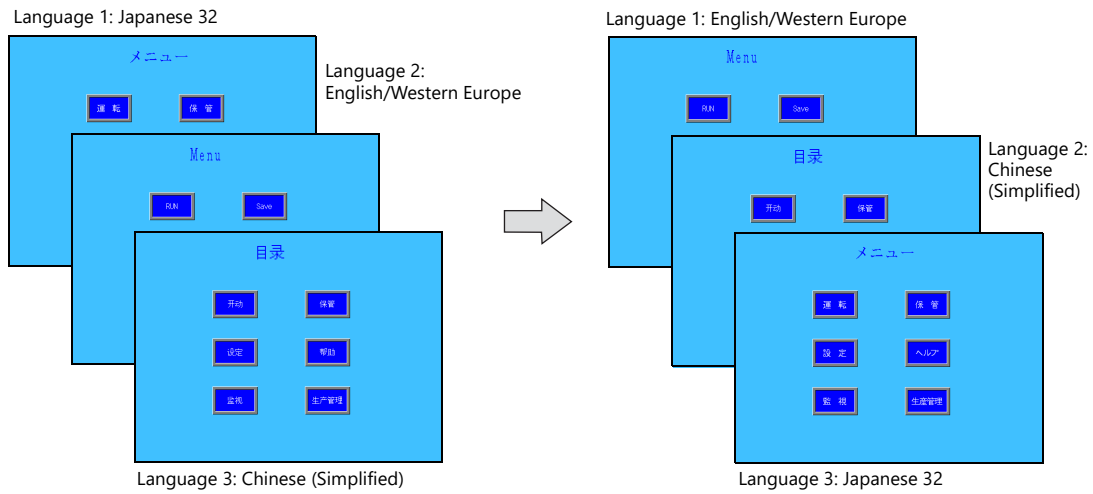 Language 1: Japanese 32
メニュー
運 転 保 管
Language 2:
English/Western Europe
Menu
RUN Save
目录
开动 保管
设定 帮助
监视 生产管理
Language 3: Chinese (Simplified)
Language 1: English/Western Europe
Menu
RUN Save
Language 2:
Chinese
(Simplified)
目录
开动 保管
メニュー
運 転 保 管
設 定 ヘルプ
監 視 生産管理
Language 3: Japanese 32